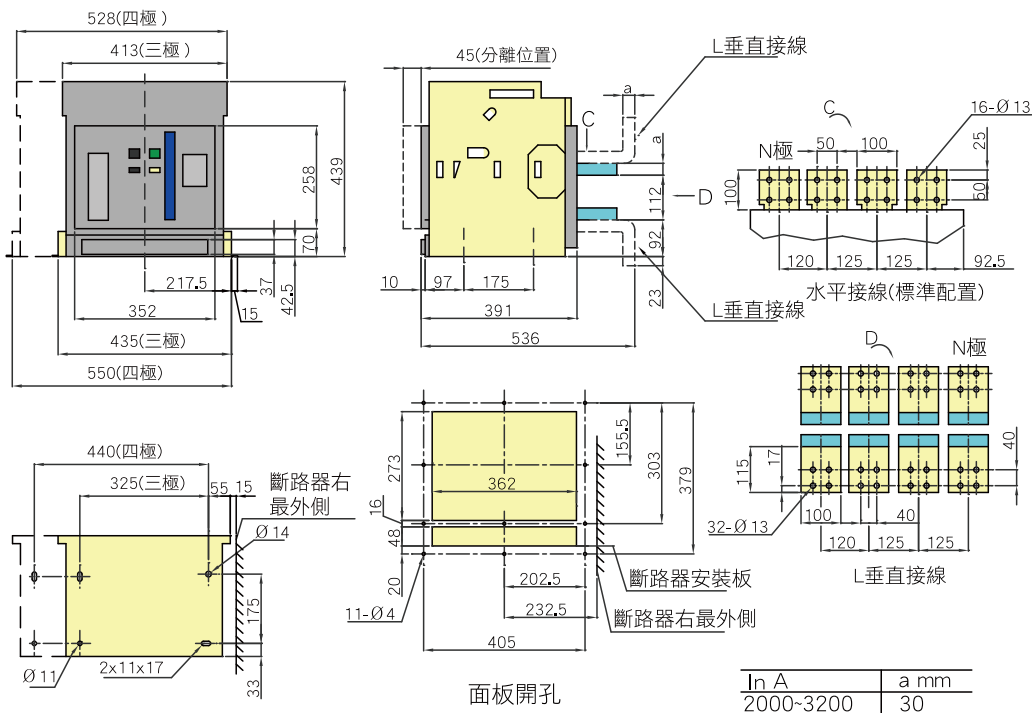 528(四極)
413(三極 )
258
439
70
217.5
37
42.5
15
352
435(三極)
550(四極)
45(分離位置)
L垂直接線
a
C
a
112
D
92
23
10
97
175
391
536
L垂直接線
C
16-Ø13
N極
50
100
25
100
50
120
125
125
92.5
水平接線(標準配置)
D
N極
40
115
17
100
40
32-Ø13
120
125
125
L垂直接線
440(四極)
325(三極)
55
15
斷路器右
最外側
Ø14
175
Ø11
2x11x17
33
155.5
303
379
273
362
16
48
20
202.5
斷路器安裝板
11-Ø4
232.5
斷路器右最外側
405
面板開孔
In A
a mm
2000~3200
30